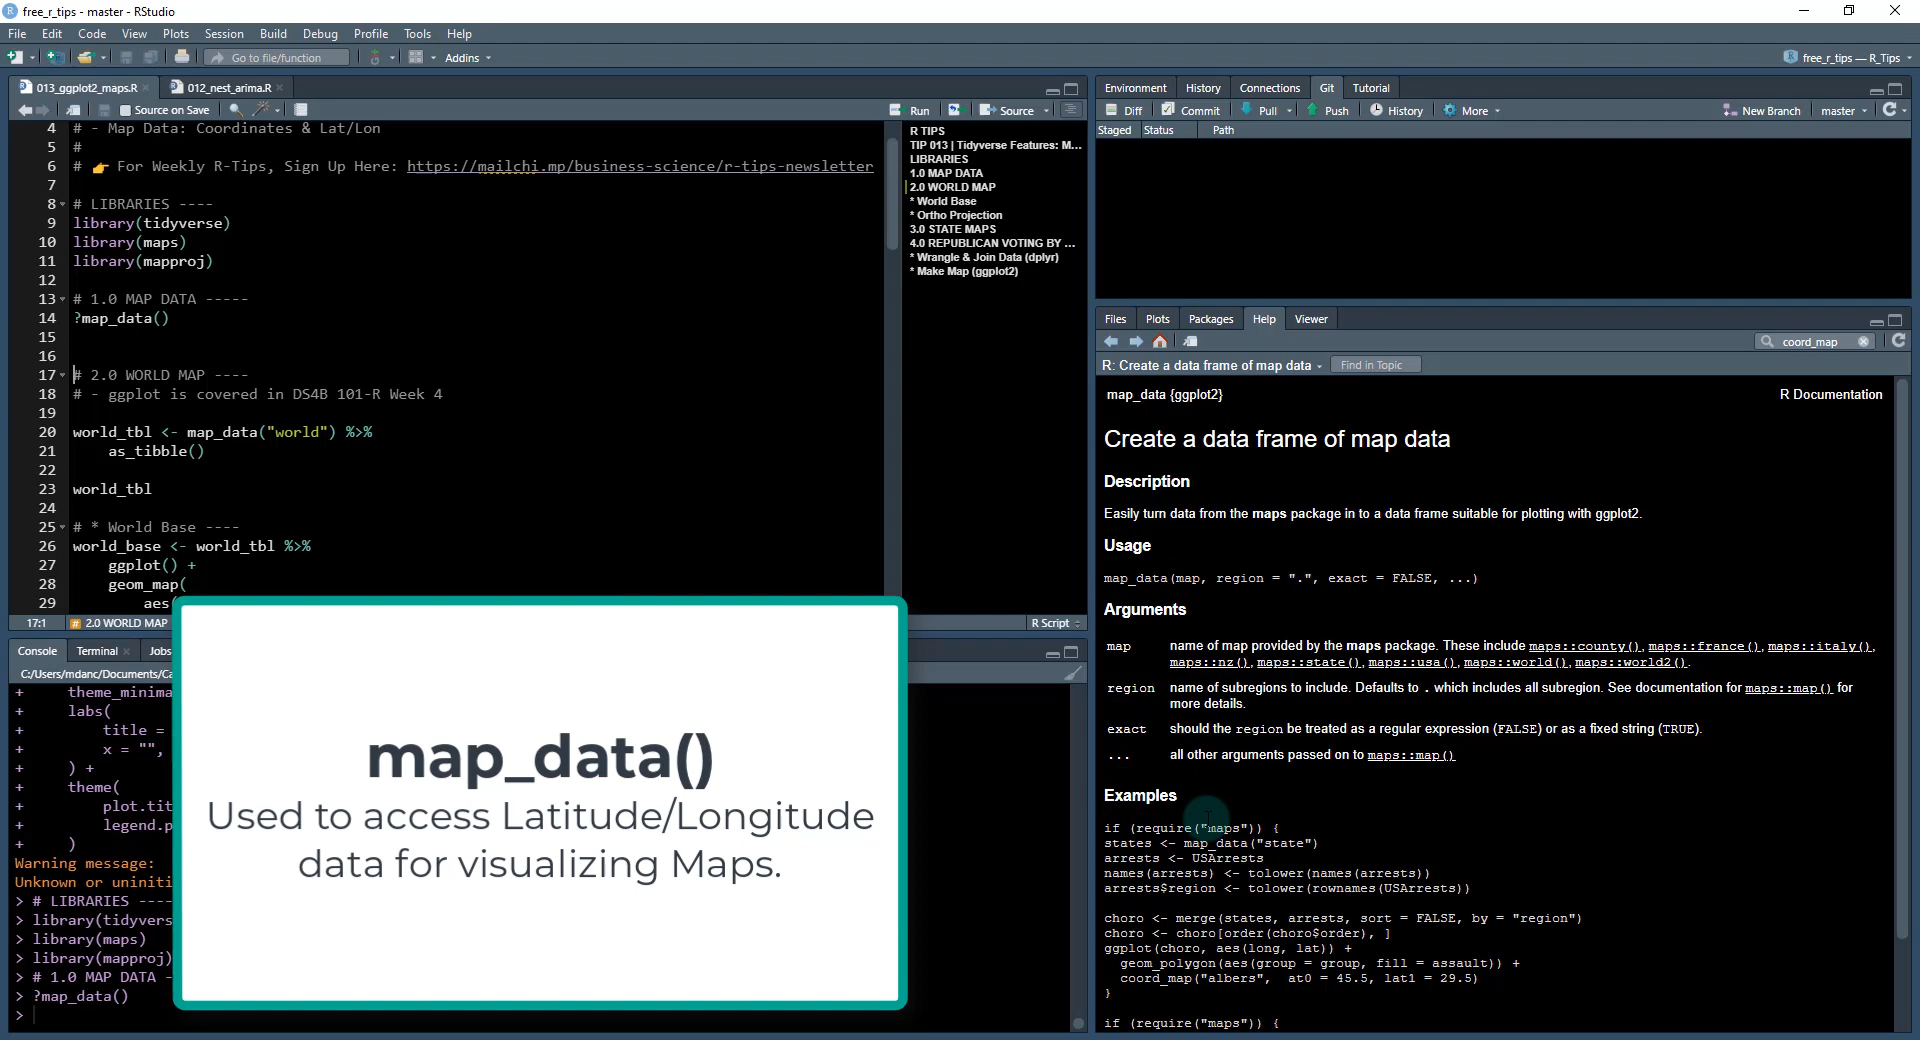 free_r_tips - master - RStudio
File Edit Code View Plots Session Build Debug Profile Tools Help
Go to file/function Addins free_r_tips — R_Tips
013_ggplot2_maps.R 012_nest_arima.R
Source on Save Run Source
4 # - Map Data: Coordinates & Lat/Lon
5 #
6 # 👉 For Weekly R-Tips, Sign Up Here: https://mailchi.mp/business-science/r-tips-newsletter
7
8 # LIBRARIES ----
9 library(tidyverse)
10 library(maps)
11 library(mapproj)
12
13 # 1.0 MAP DATA -----
14 ?map_data()
15
16
17 # 2.0 WORLD MAP ----
18 # - ggplot is covered in DS4B 101-R Week 4
19
20 world_tbl <- map_data("world") %>%
21 as_tibble()
22
23 world_tbl
24
25 # * World Base ----
26 world_base <- world_tbl %>%
27 ggplot() +
28 geom_map(
29 aes(
17:1 2.0 WORLD MAP R Script
R TIPS
TIP 013 | Tidyverse Features: M...
LIBRARIES
1.0 MAP DATA
2.0 WORLD MAP
* World Base
* Ortho Projection
3.0 STATE MAPS
4.0 REPUBLICAN VOTING BY ...
* Wrangle & Join Data (dplyr)
* Make Map (ggplot2)
Console Terminal Jobs
C:/Users/mdanc/Documents/Ca
+ theme_minima
+ labs(
+ title =
+ x = "",
+ ) +
+ theme(
+ plot.tit
+ legend.p
+ )
Warning message:
Unknown or uniniti
> # LIBRARIES ----
> library(tidyvers
> library(maps)
> library(mapproj)
> # 1.0 MAP DATA -
> ?map_data()
>
map_data()
Used to access Latitude/Longitude
data for visualizing Maps.
Environment History Connections Git Tutorial
Diff Commit Pull Push History More New Branch master
Staged Status Path
Files Plots Packages Help Viewer
coord_map
R: Create a data frame of map data Find in Topic
map_data {ggplot2} R Documentation
Create a data frame of map data
Description
Easily turn data from the maps package in to a data frame suitable for plotting with ggplot2.
Usage
map_data(map, region = ".", exact = FALSE, ...)
Arguments
map name of map provided by the maps package. These include maps::county(), maps::france(), maps::italy(),
maps::nz(), maps::state(), maps::usa(), maps::world(), maps::world2().
region name of subregions to include. Defaults to . which includes all subregion. See documentation for maps::map() for
more details.
exact should the region be treated as a regular expression (FALSE) or as a fixed string (TRUE).
... all other arguments passed on to maps::map()
Examples
if (require("maps")) {
states <- map_data("state")
arrests <- USArrests
names(arrests) <- tolower(names(arrests))
arrests$region <- tolower(rownames(USArrests))
choro <- merge(states, arrests, sort = FALSE, by = "region")
choro <- choro[order(choro$order), ]
ggplot(choro, aes(long, lat)) +
geom_polygon(aes(group = group, fill = assault)) +
coord_map("albers", at0 = 45.5, lat1 = 29.5)
}
if (require("maps")) {